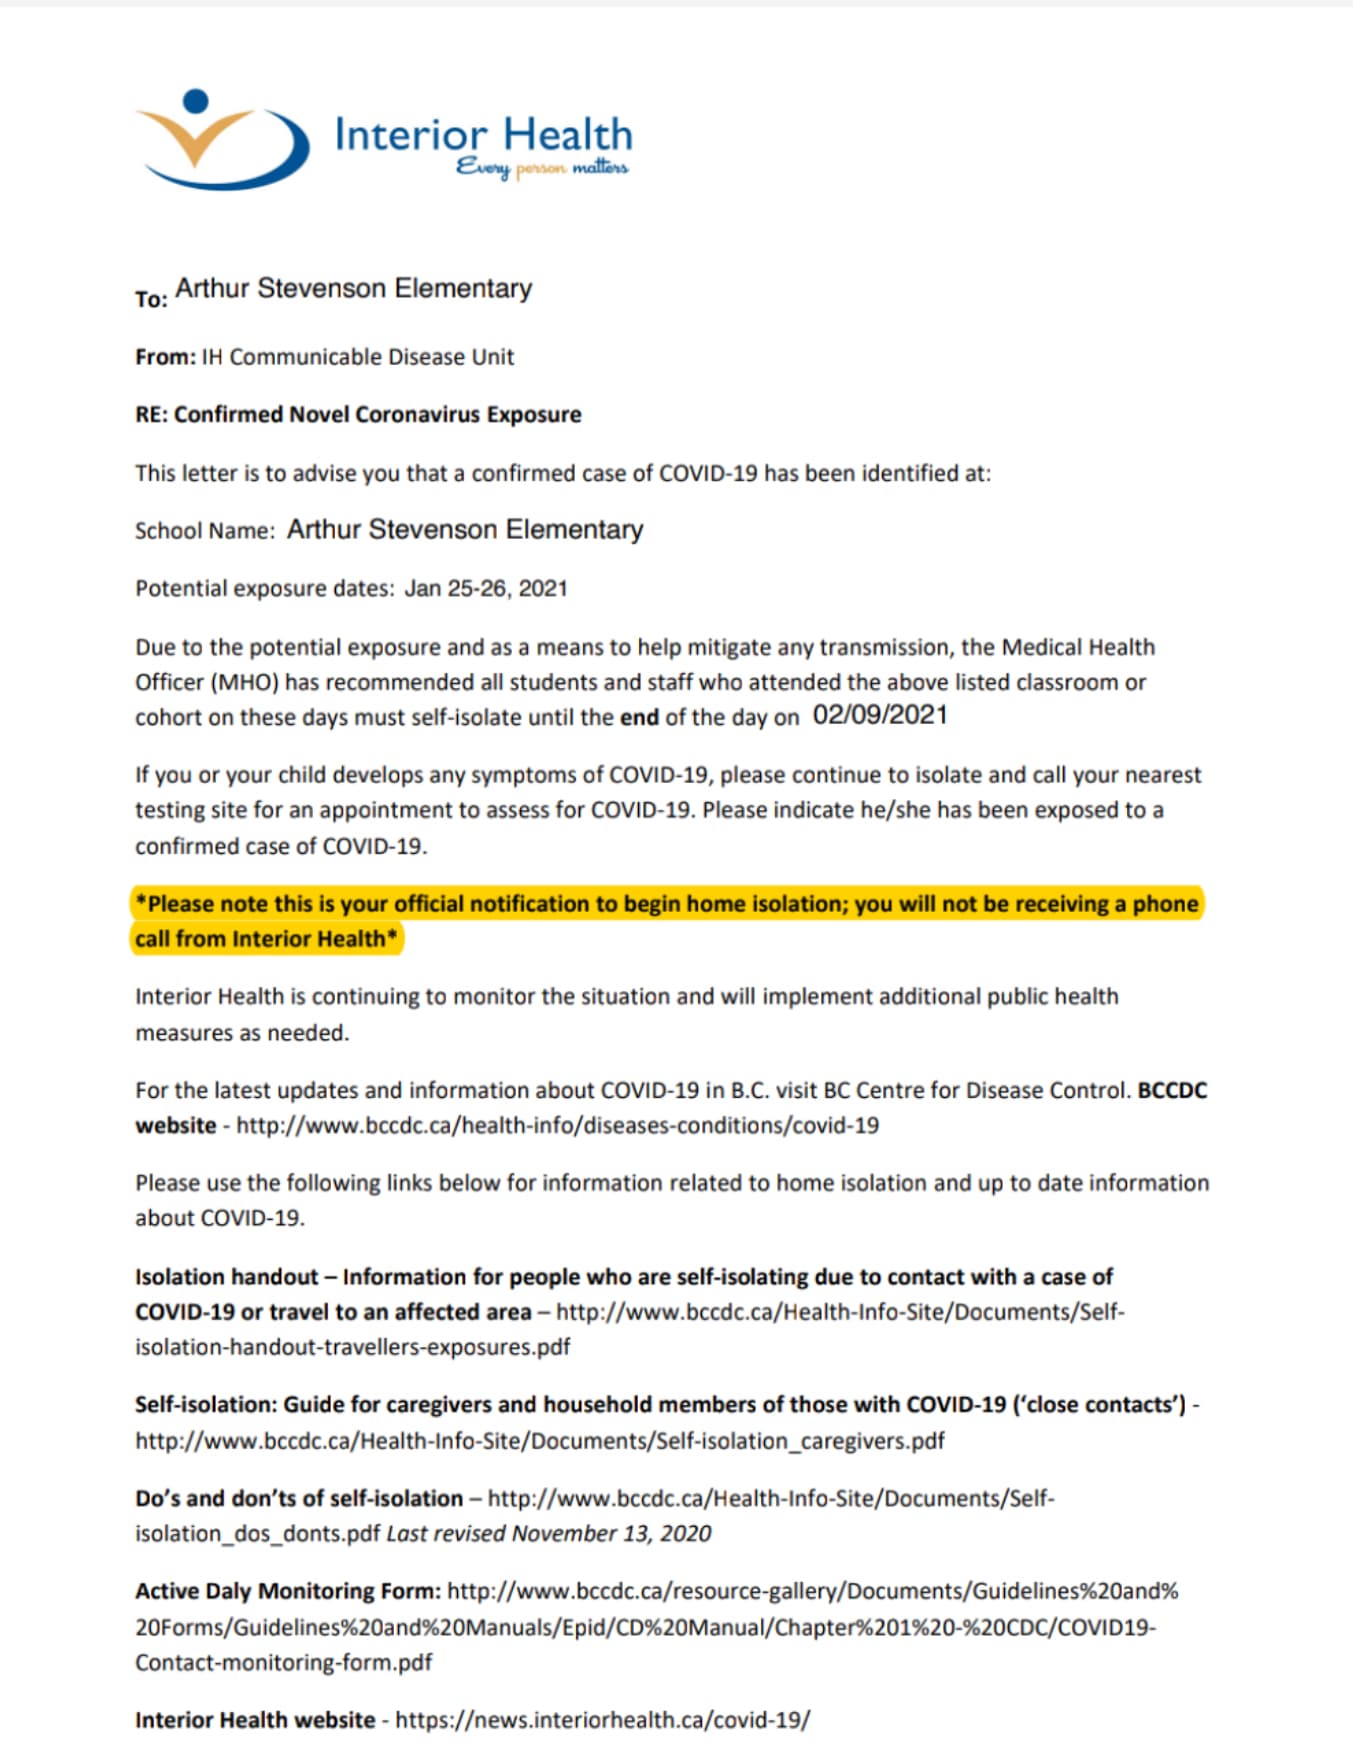 Interior Health
Every person matters
To: Arthur Stevenson Elementary
From: IH Communicable Disease Unit
RE: Confirmed Novel Coronavirus Exposure
This letter is to advise you that a confirmed case of COVID-19 has been identified at:
School Name: Arthur Stevenson Elementary
Potential exposure dates: Jan 25-26, 2021
Due to the potential exposure and as a means to help mitigate any transmission, the Medical Health
Officer (MHO) has recommended all students and staff who attended the above listed classroom or
cohort on these days must self-isolate until the end of the day on 02/09/2021
If you or your child develops any symptoms of COVID-19, please continue to isolate and call your nearest
testing site for an appointment to assess for COVID-19. Please indicate he/she has been exposed to a
confirmed case of COVID-19.
*Please note this is your official notification to begin home isolation; you will not be receiving a phone
call from Interior Health*
Interior Health is continuing to monitor the situation and will implement additional public health
measures as needed.
For the latest updates and information about COVID-19 in B.C. visit BC Centre for Disease Control. BCCDC
website - http://www.bccdc.ca/health-info/diseases-conditions/covid-19
Please use the following links below for information related to home isolation and up to date information
about COVID-19.
Isolation handout – Information for people who are self-isolating due to contact with a case of
COVID-19 or travel to an affected area – http://www.bccdc.ca/Health-Info-Site/Documents/Self-
isolation-handout-travellers-exposures.pdf
Self-isolation: Guide for caregivers and household members of those with COVID-19 (‘close contacts’) -
http://www.bccdc.ca/Health-Info-Site/Documents/Self-isolation_caregivers.pdf
Do’s and don’ts of self-isolation – http://www.bccdc.ca/Health-Info-Site/Documents/Self-
isolation_dos_donts.pdf Last revised November 13, 2020
Active Daly Monitoring Form: http://www.bccdc.ca/resource-gallery/Documents/Guidelines%20and%
20Forms/Guidelines%20and%20Manuals/Epid/CD%20Manual/Chapter%201%20-%20CDC/COVID19-
Contact-monitoring-form.pdf
Interior Health website - https://news.interiorhealth.ca/covid-19/